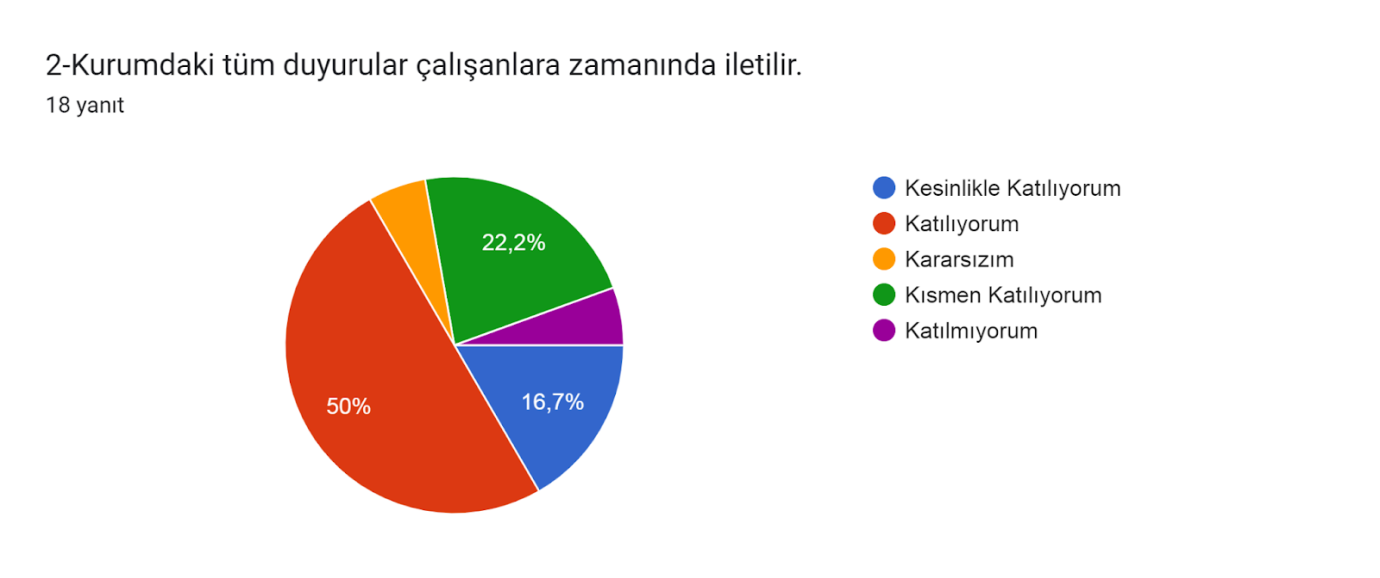 2-Kurumdaki tüm duyurular çalışanlara zamanında iletilir.
18 yanıt
22,2%
50%
16,7%
Kesinlikle Katılıyorum
Katılıyorum
Kararsızım
Kısmen Katılıyorum
Katılmıyorum